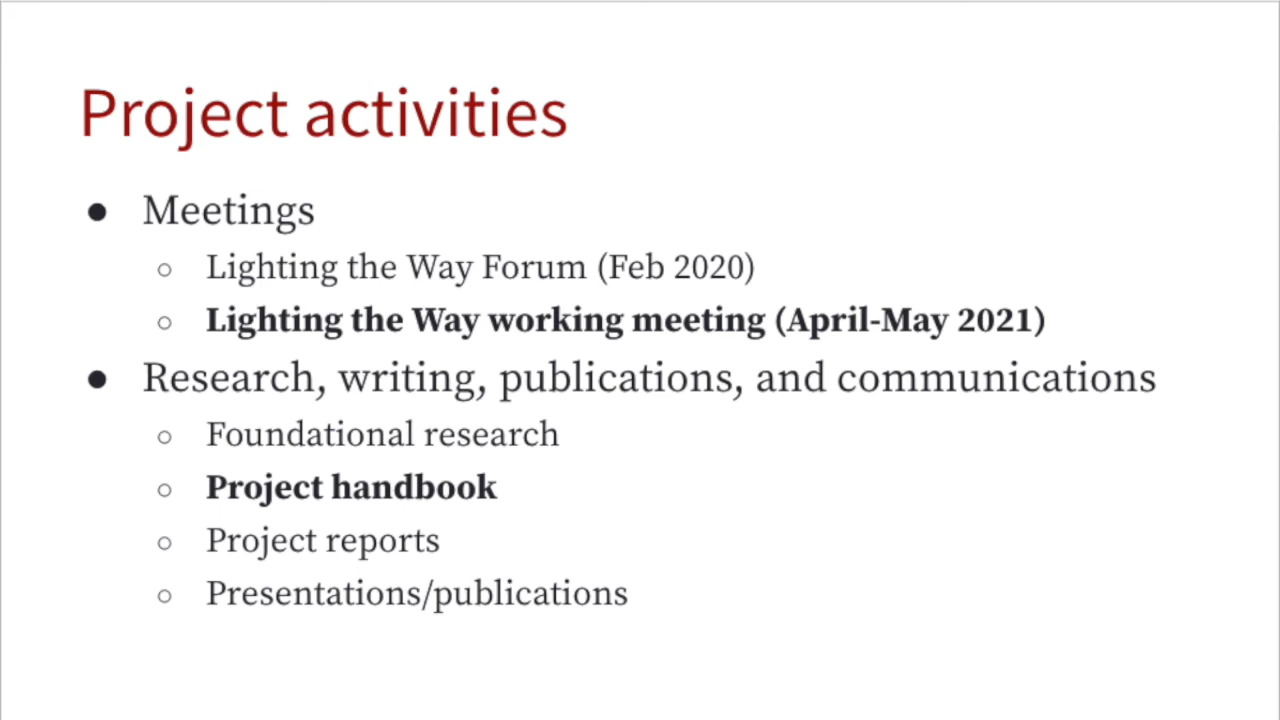 Project activities
● Meetings
○ Lighting the Way Forum (Feb 2020)
○ Lighting the Way working meeting (April-May 2021)
● Research, writing, publications, and communications
○ Foundational research
○ Project handbook
○ Project reports
○ Presentations/publications